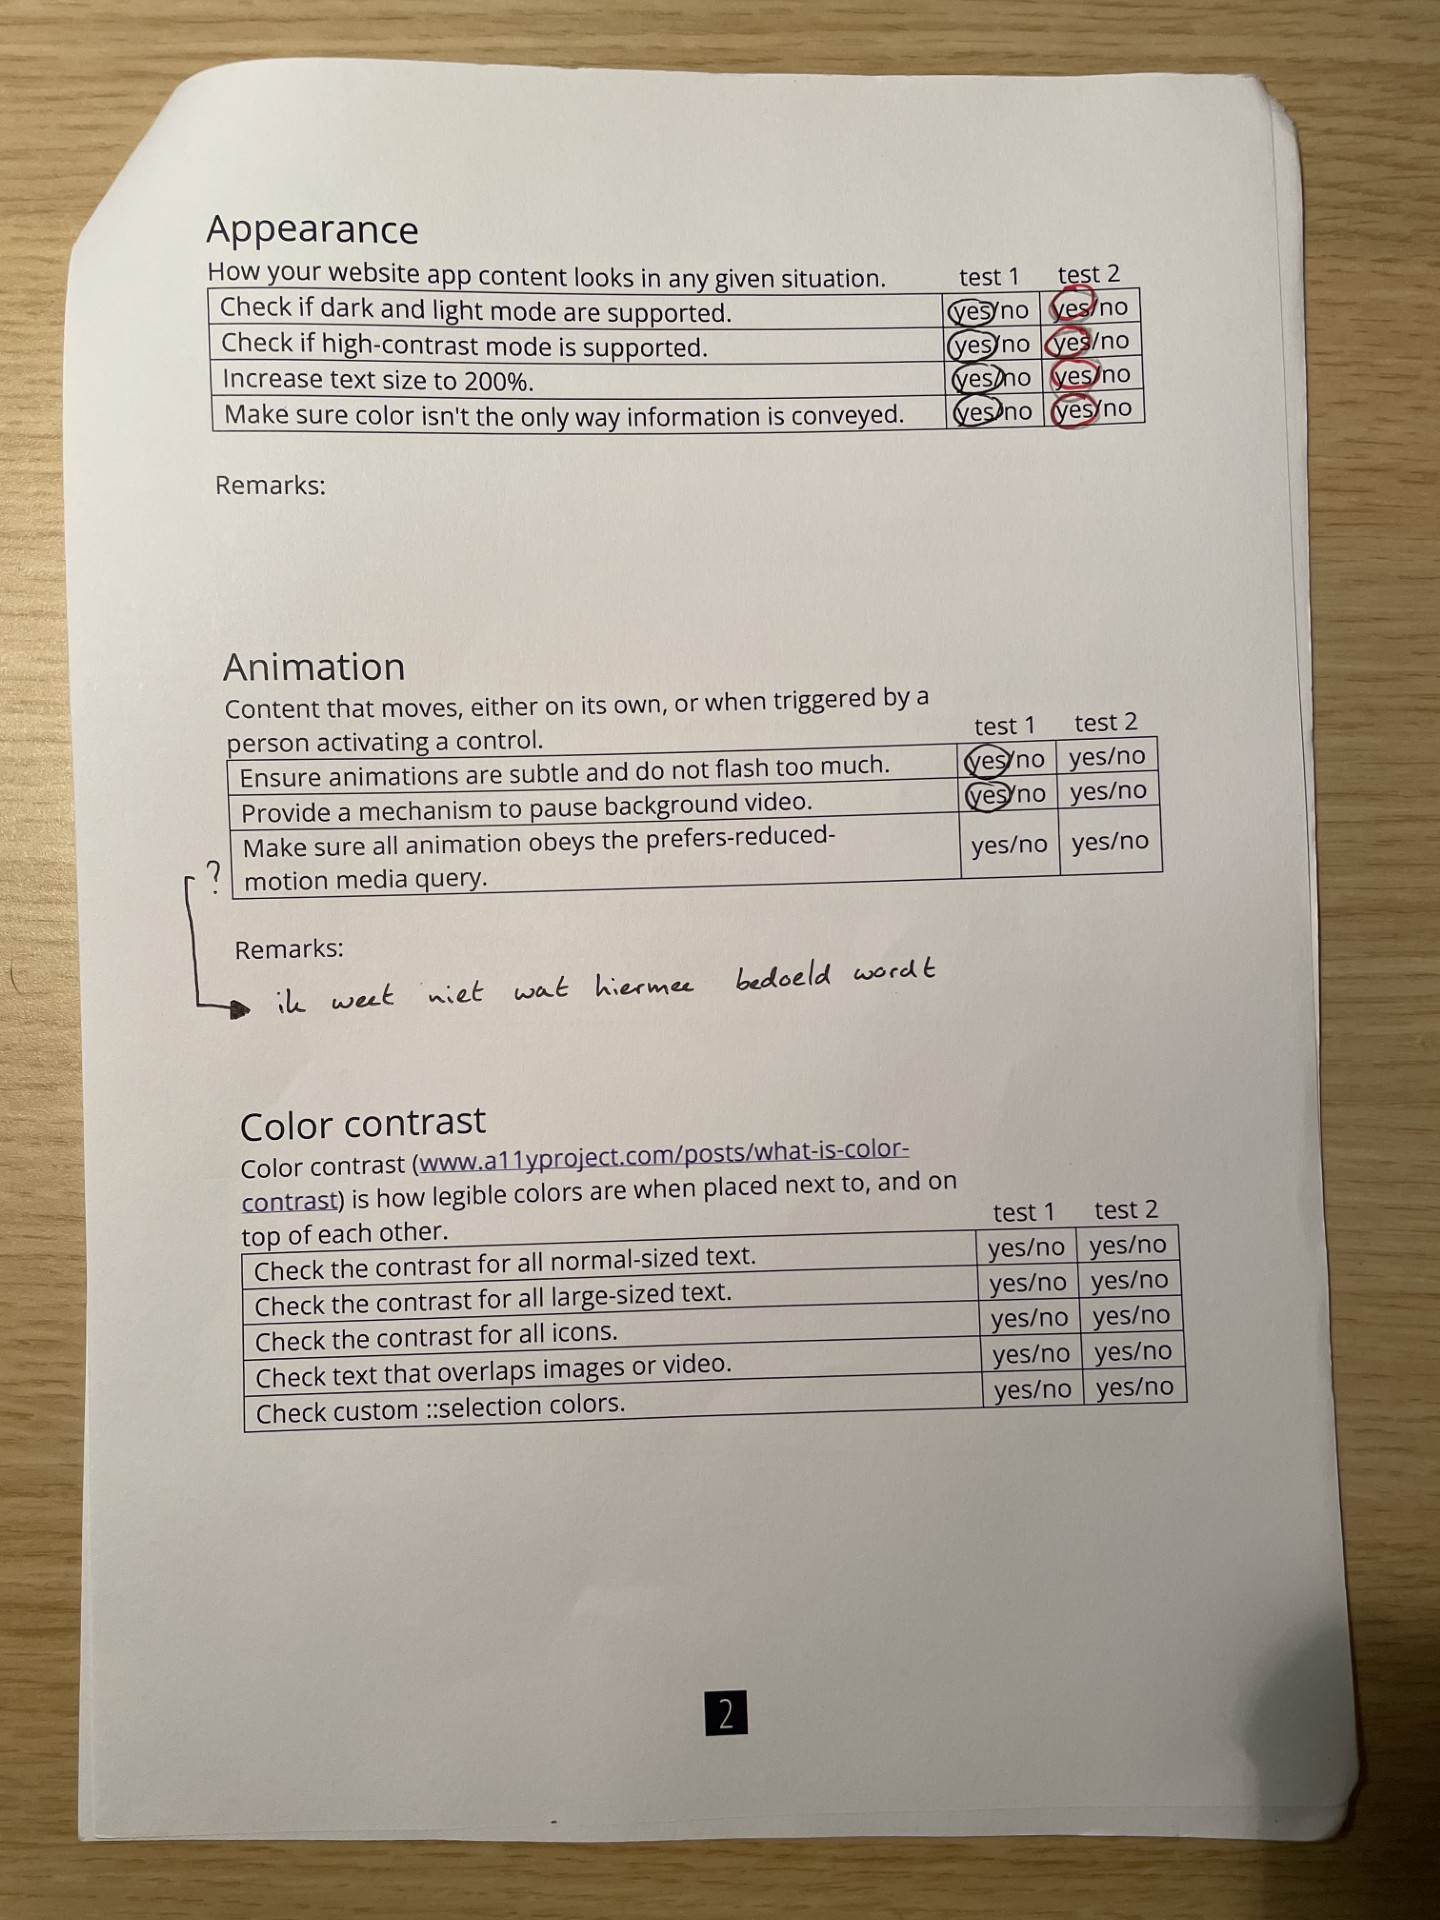 Appearance
How your website app content looks in any given situation. test 1 test 2
Check if dark and light mode are supported. yes/no yes/no
Check if high-contrast mode is supported. yes/no yes/no
Increase text size to 200%. yes/no yes/no
Make sure color isn't the only way information is conveyed. yes/no yes/no
Remarks:
Animation
Content that moves, either on its own, or when triggered by a
person activating a control. test 1 test 2
Ensure animations are subtle and do not flash too much. yes/no yes/no
Provide a mechanism to pause background video. yes/no yes/no
Make sure all animation obeys the prefers-reduced-
? motion media query. yes/no yes/no
Remarks:
ik weet niet wat hiermee bedoeld wordt
Color contrast
Color contrast (www.a11yproject.com/posts/what-is-color-
contrast) is how legible colors are when placed next to, and on
top of each other. test 1 test 2
Check the contrast for all normal-sized text. yes/no yes/no
Check the contrast for all large-sized text. yes/no yes/no
Check the contrast for all icons. yes/no yes/no
Check text that overlaps images or video. yes/no yes/no
Check custom ::selection colors. yes/no yes/no
2